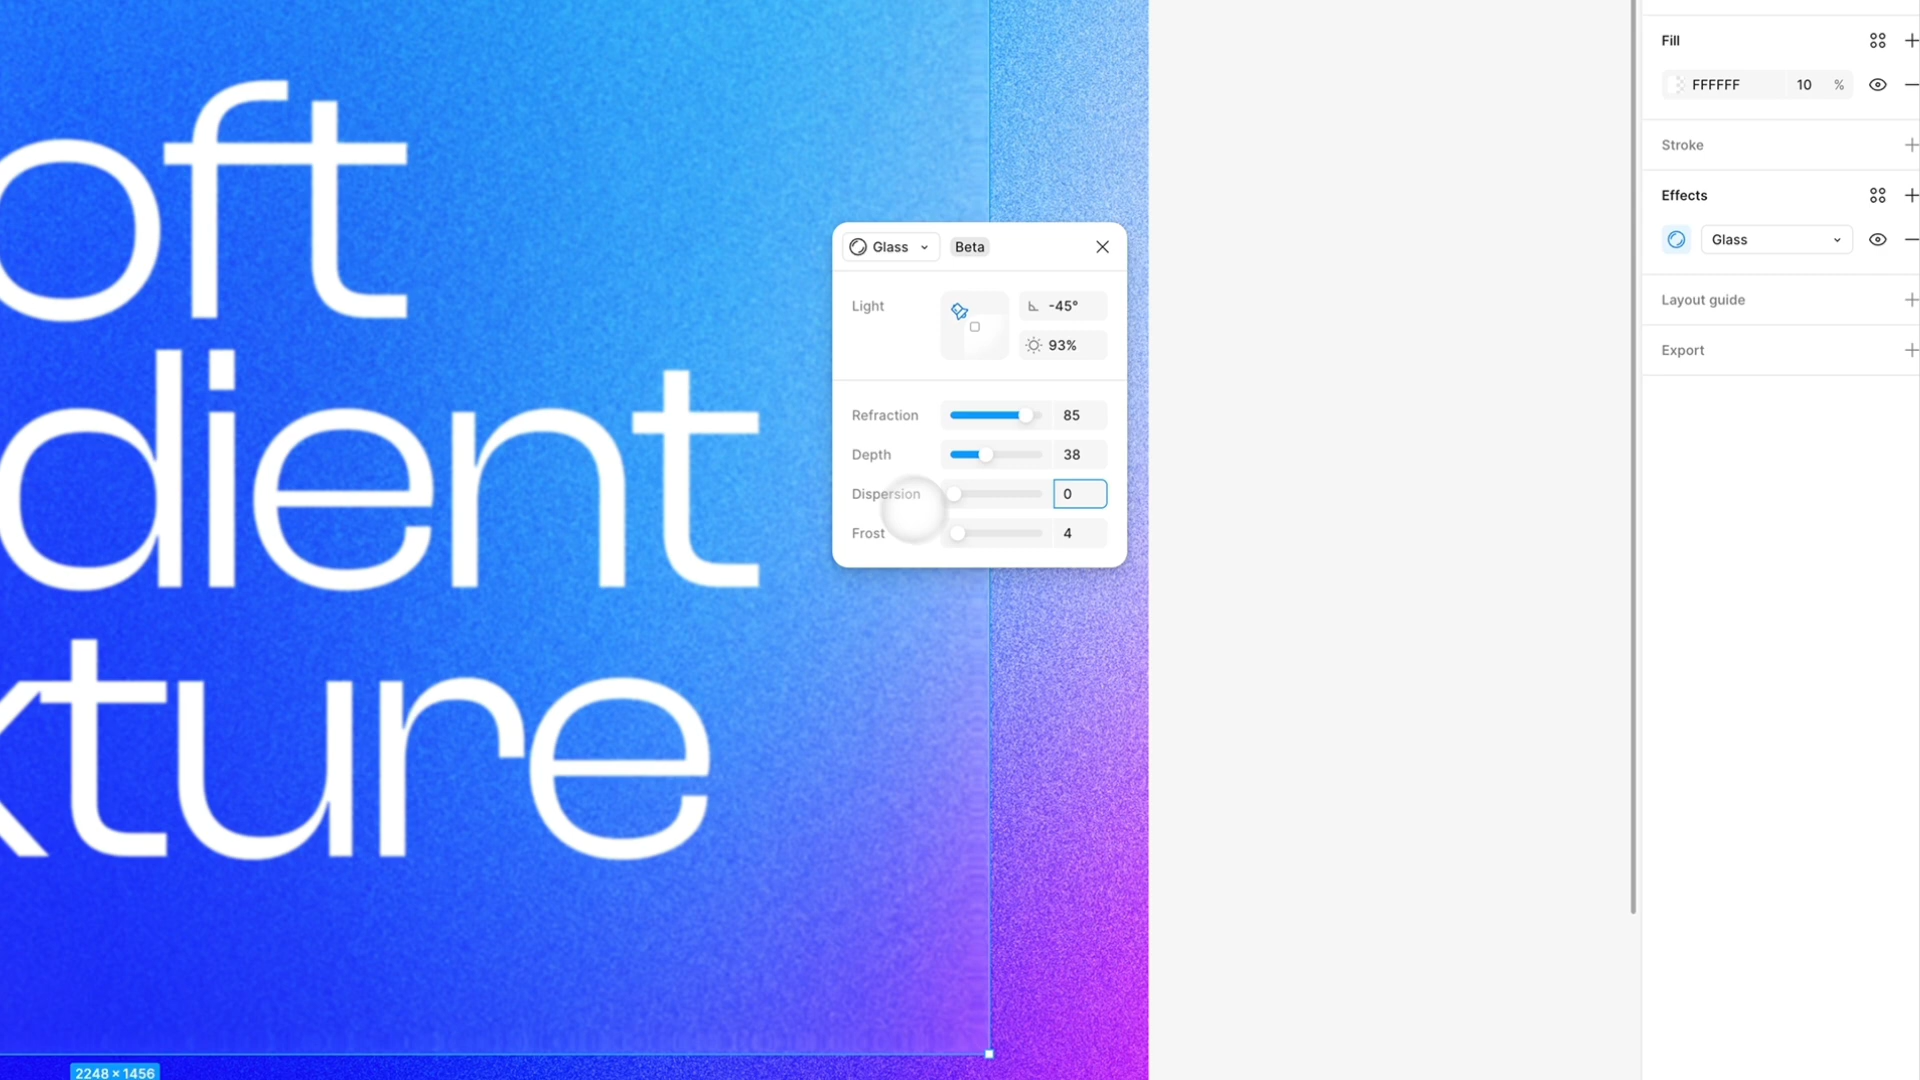 oft
dient
xture
2248 × 1456
Glass
Beta
Light
-45°
93%
Refraction
85
Depth
38
Dispersion
0
Frost
4
Fill
FFFFFF
10
%
Stroke
Effects
Glass
Layout guide
Export